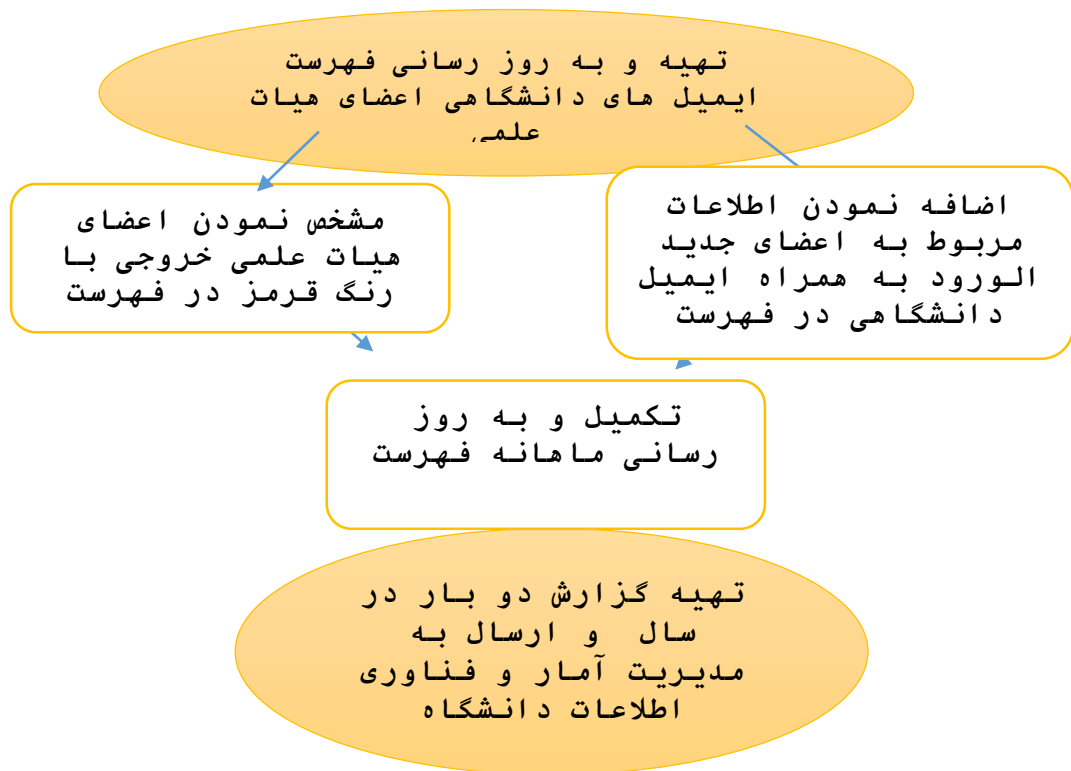 تهیه و به روز رسانی فهرست
ایمیل های دانشگاهی اعضای هیات
علمی
اضافه نمودن اطلاعات
مربوط به اعضای جدید
الورود به همراه ایمیل
دانشگاهی در فهرست
مشخص نمودن اعضای
هیات علمی خروجی با
رنگ قرمز در فهرست
تکمیل و به روز
رسانی ماهانه فهرست
تهیه گزارش دو بار در
سال و ارسال به
مدیریت آمار و فناوری
اطلاعات دانشگاه